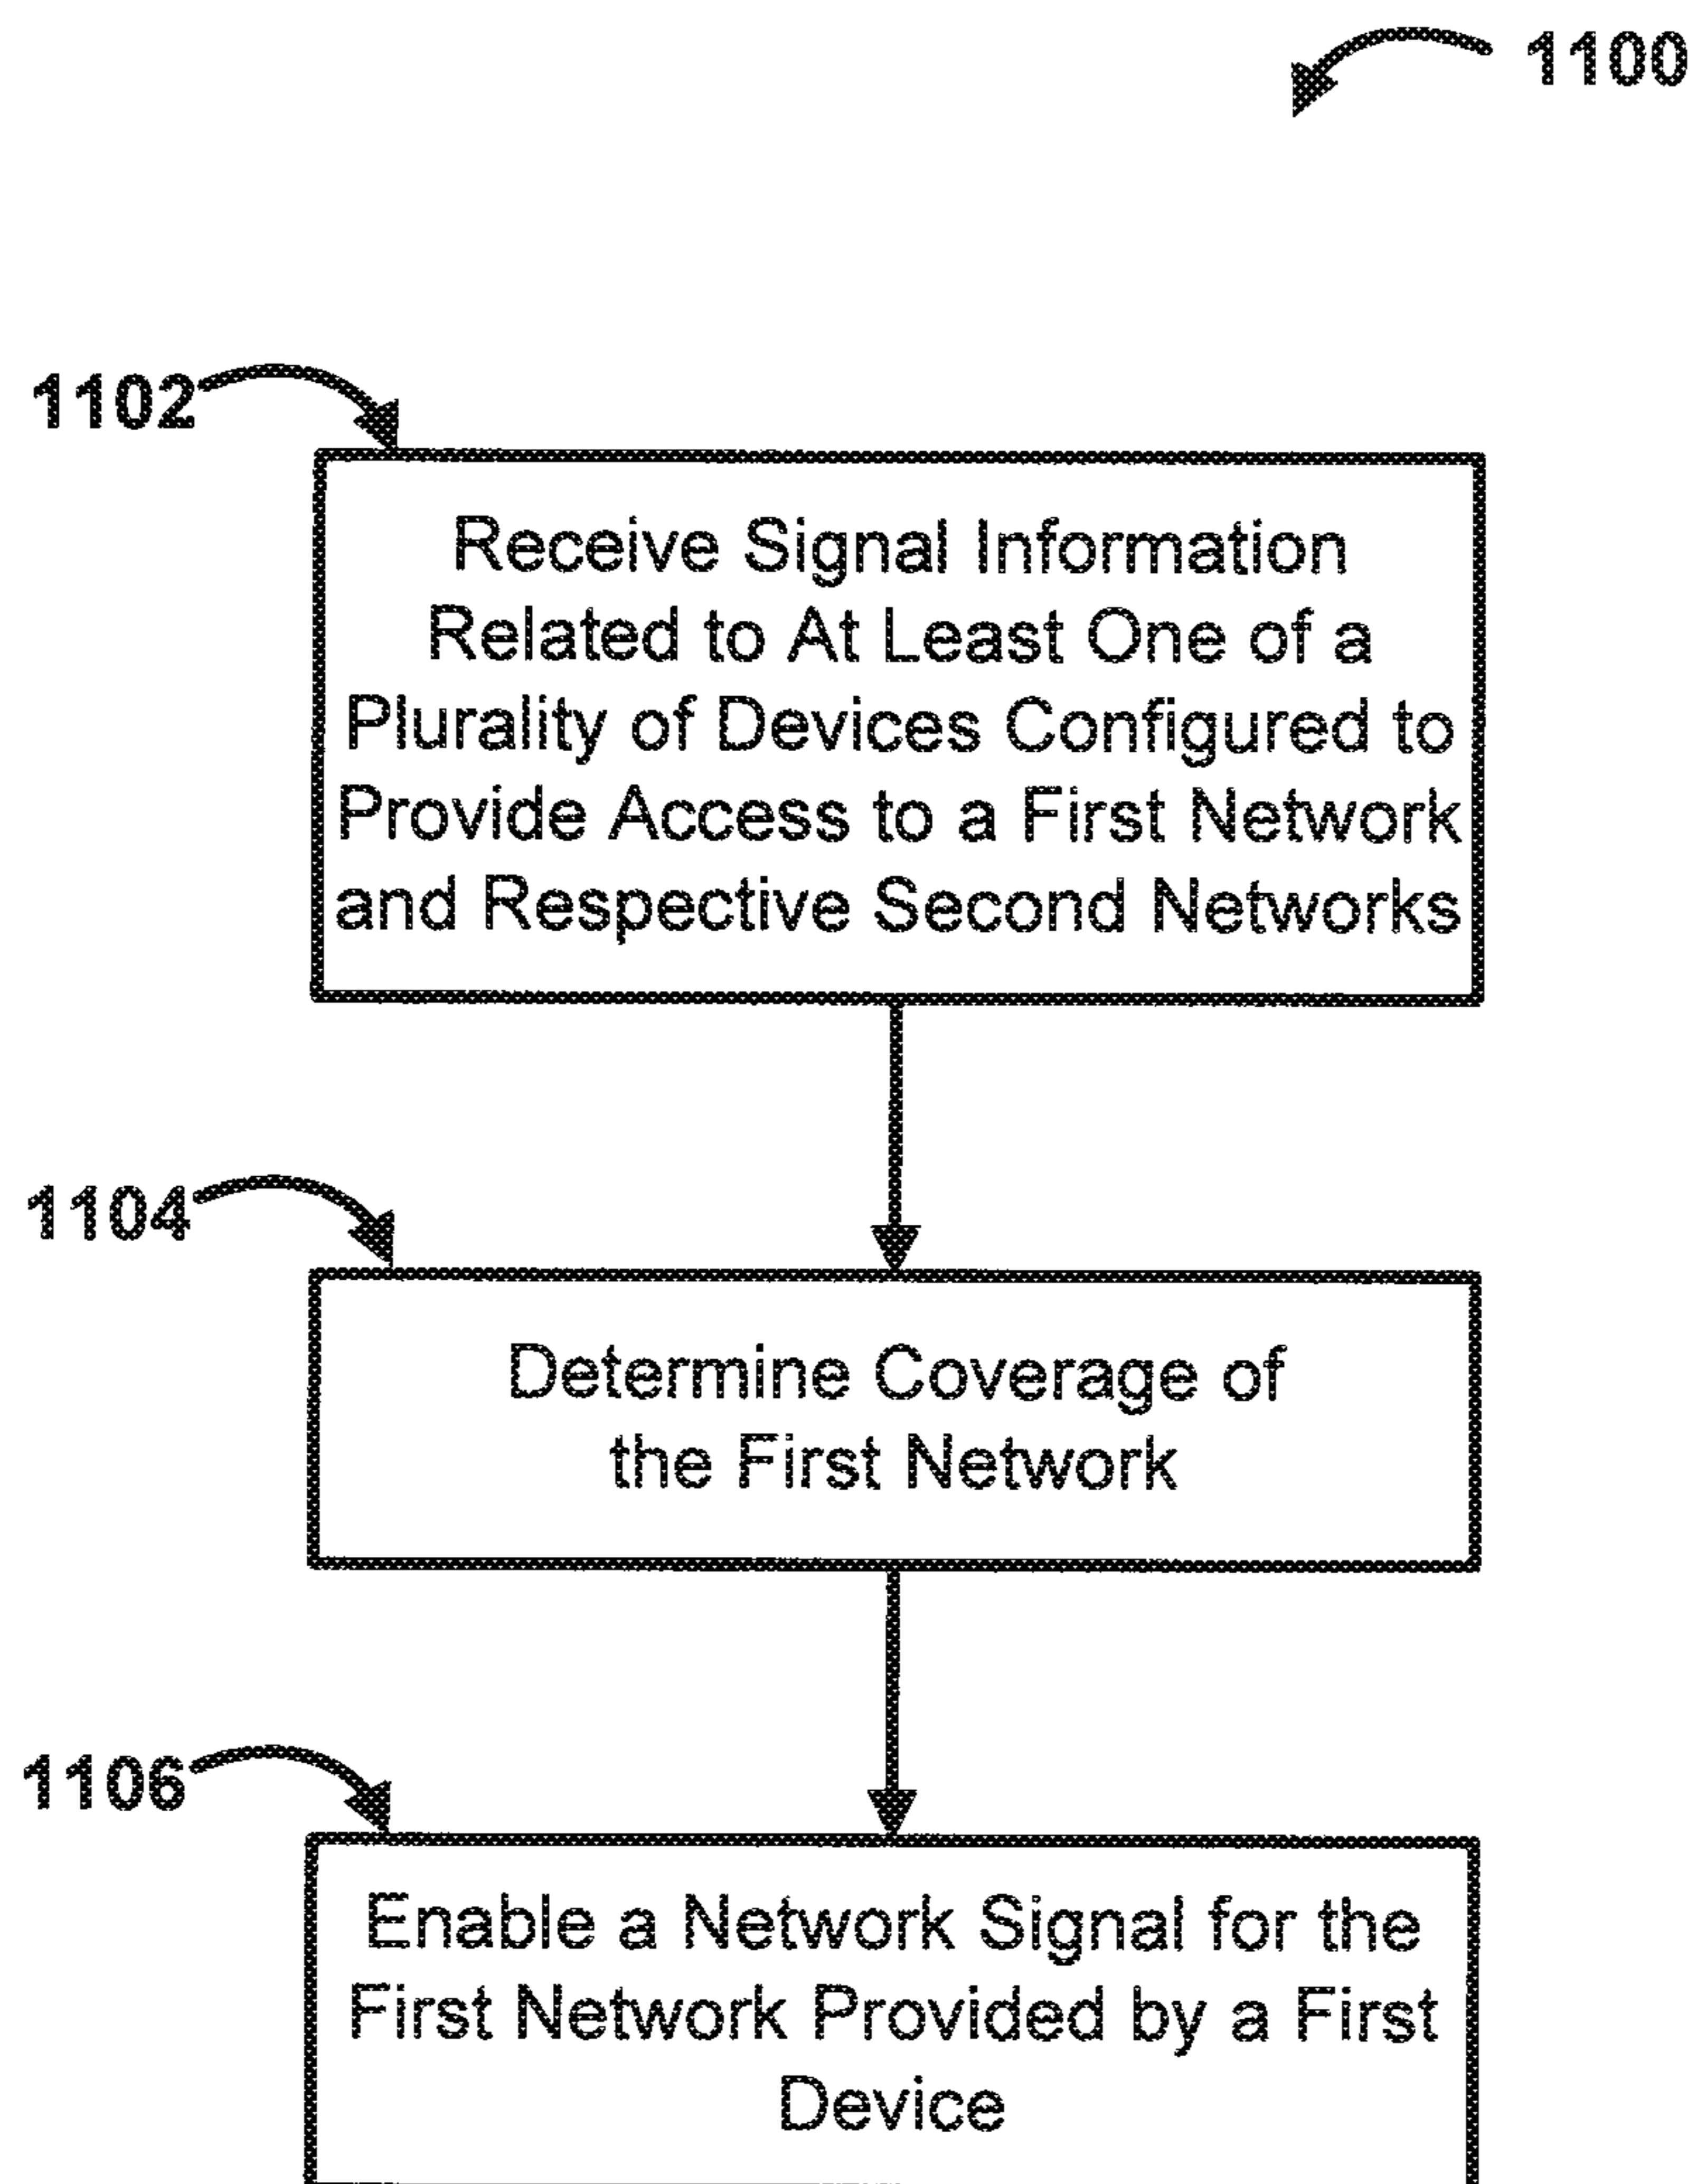 1100
1102
Receive Signal Information
Related to At Least One of a
Plurality of Devices Configured to
Provide Access to a First Network
and Respective Second Networks
1104
Determine Coverage of
the First Network
1106
Enable a Network Signal for the
First Network Provided by a First
Device